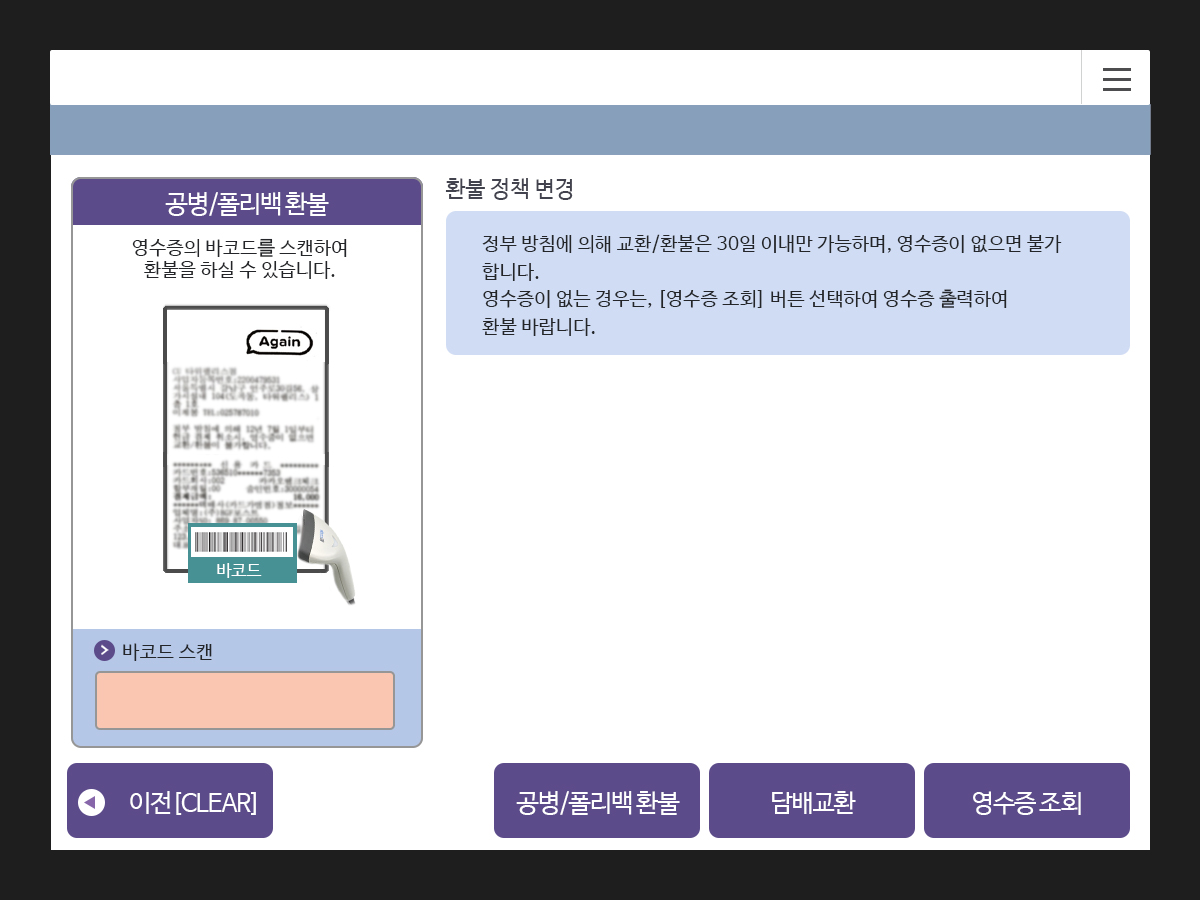 공병/폴리백 환불
영수증의 바코드를 스캔하여
환불을 하실 수 있습니다.
Again
바코드
바코드 스캔
환불 정책 변경
정부 방침에 의해 교환/환불은 30일 이내만 가능하며, 영수증이 없으면 불가
합니다.
영수증이 없는 경우는, [영수증 조회] 버튼 선택하여 영수증 출력하여
환불 바랍니다.
이전[CLEAR]
공병/폴리백 환불
담배교환
영수증 조회